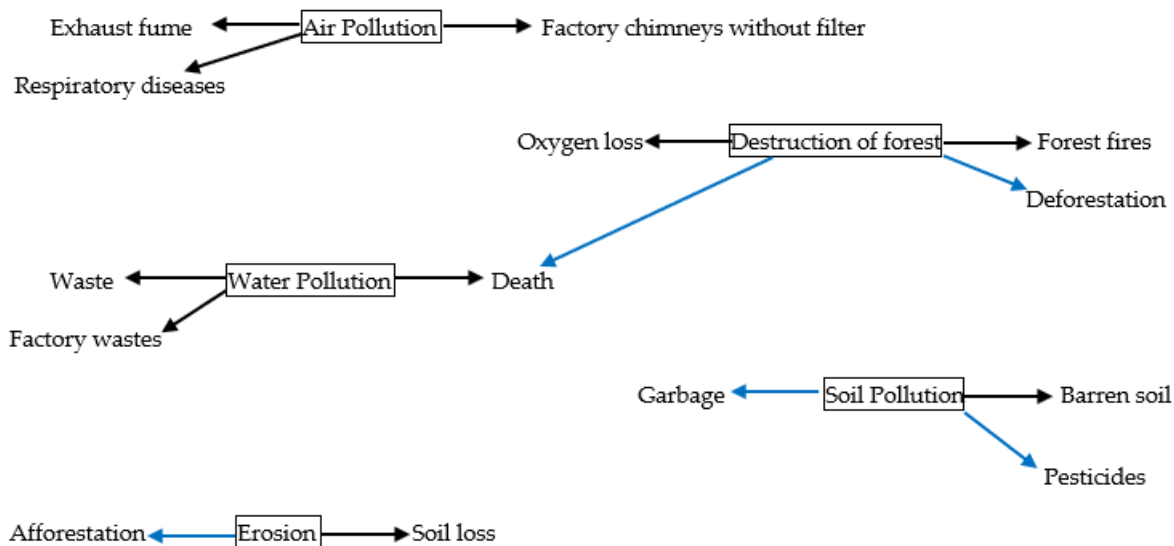 Exhaust fume
Air Pollution
Factory chimneys without filter
Respiratory diseases
Oxygen loss
Destruction of forest
Forest fires
Deforestation
Waste
Water Pollution
Death
Factory wastes
Garbage
Soil Pollution
Barren soil
Pesticides
Afforestation
Erosion
Soil loss